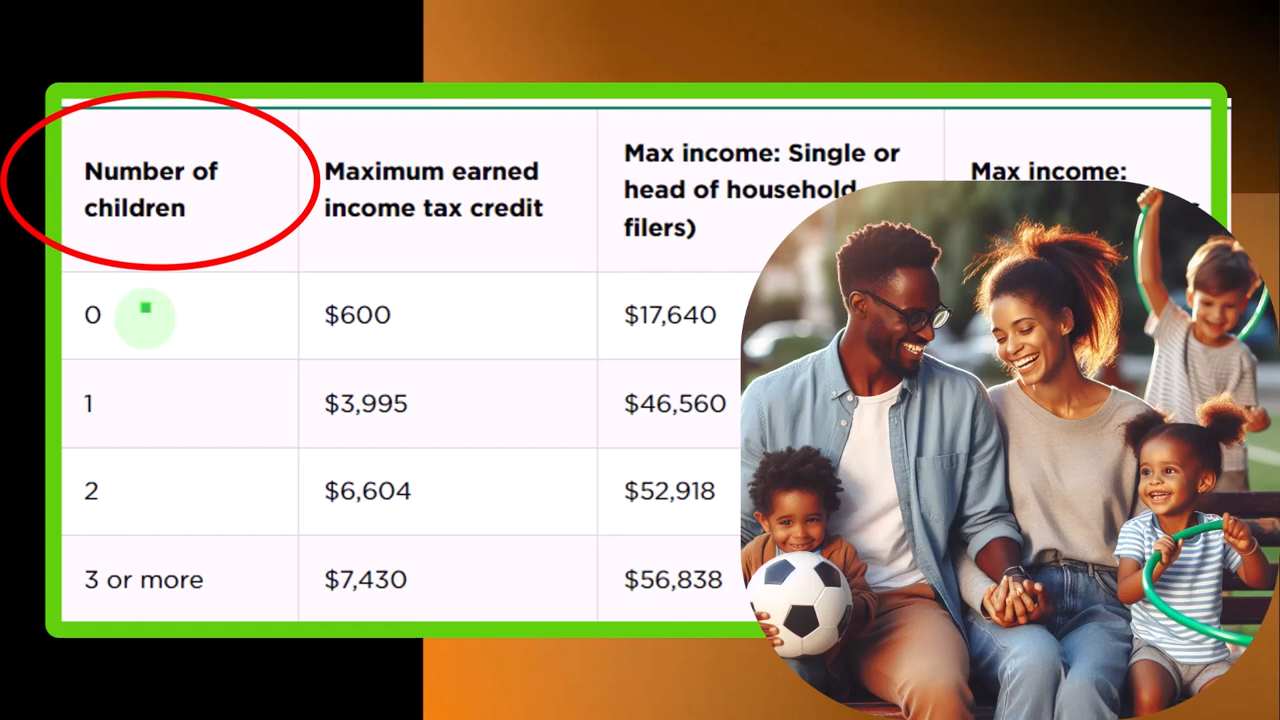 Number of
children
Maximum earned
income tax credit
Max income: Single or
head of household
filers)
Max income:
0
$600
$17,640
1
$3,995
$46,560
2
$6,604
$52,918
3 or more
$7,430
$56,838